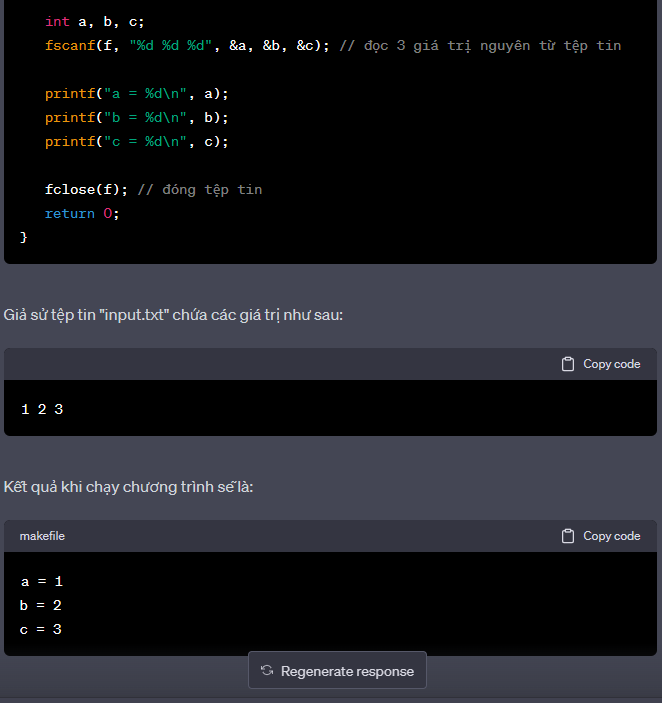 int a, b, c;
fscanf(f, "%d %d %d", &a, &b, &c); // đọc 3 giá trị nguyên từ tệp tin
printf("a = %d\n", a);
printf("b = %d\n", b);
printf("c = %d\n", c);
fclose(f); // đóng tệp tin
return 0;
}
Giả sử tệp tin "input.txt" chứa các giá trị như sau:
Copy code
1 2 3
Kết quả khi chạy chương trình sẽ là:
makefile
Copy code
a = 1
b = 2
c = 3
Regenerate response